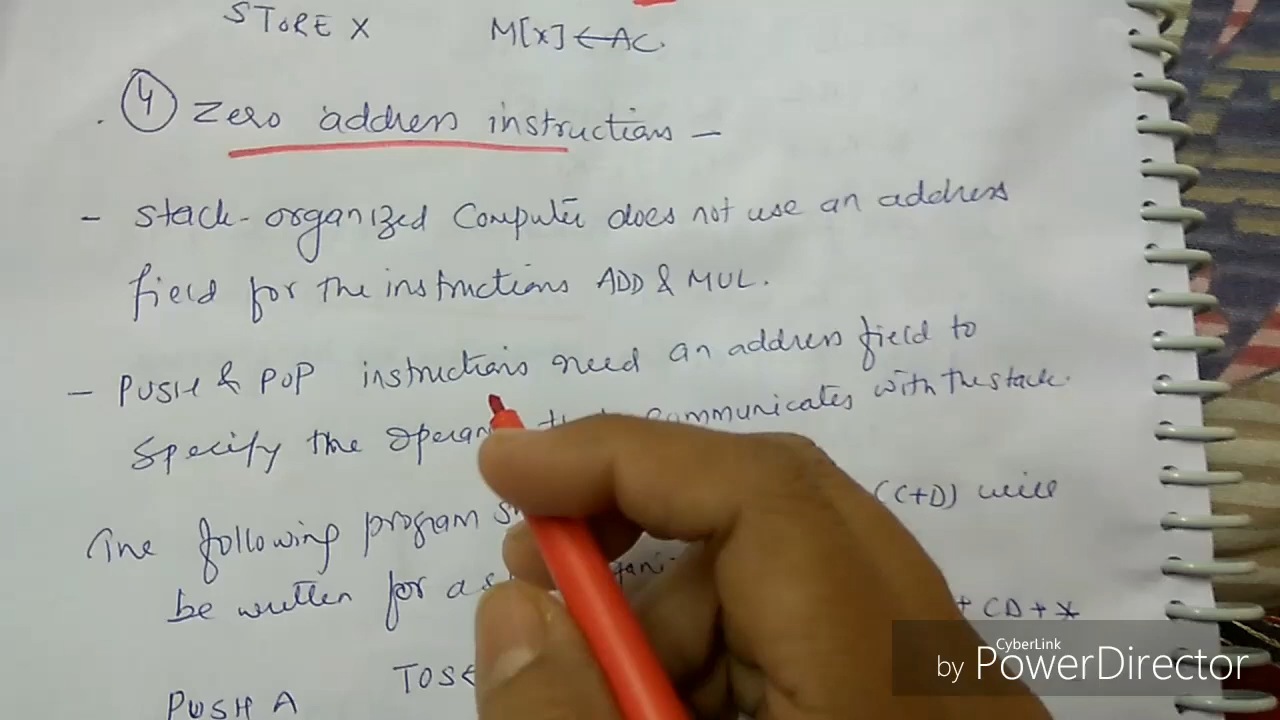 STORE X M[X] ← AC.
④ Zero address instructions -
- Stack-organized Computer does not use an address
field for the instructions ADD & MUL.
- PUSH & POP instructions need an address field to
Specify the communicates with the stack.
The following program (C+D) will
be written for a
+ CD + *
PUSH A TOS ←
CyberLink
by PowerDirector